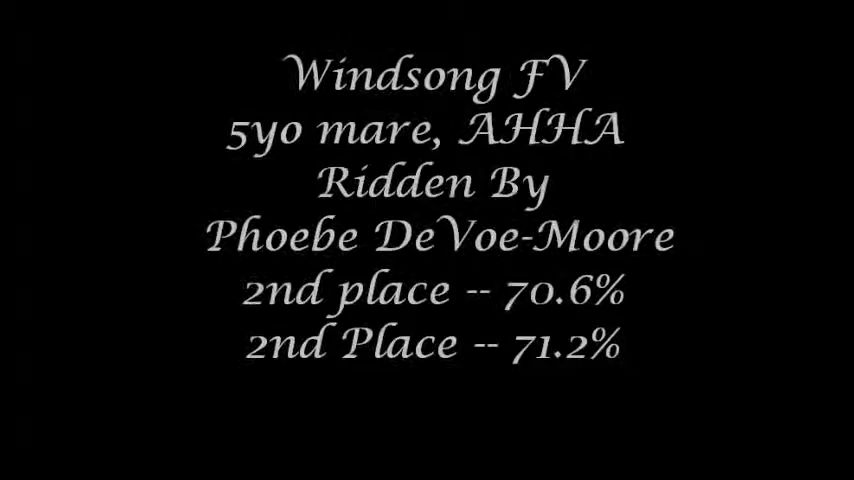 Windsong FV
5yo mare, AHHA
Ridden By
Phoebe DeVoe-Moore
2nd place -- 70.6%
2nd Place -- 71.2%